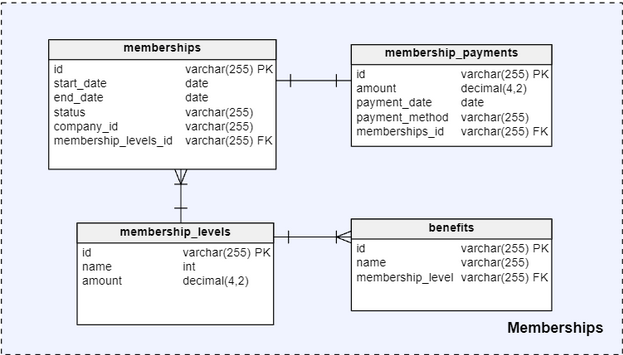 memberships
id varchar(255) PK
start_date date
end_date date
status varchar(255)
company_id varchar(255)
membership_levels_id varchar(255) FK
membership_payments
id varchar(255) PK
amount decimal(4,2)
payment_date date
payment_method varchar(255)
memberships_id varchar(255) FK
membership_levels
id varchar(255) PK
name int
amount decimal(4,2)
benefits
id varchar(255) PK
name varchar(255)
membership_level varchar(255) FK
Memberships